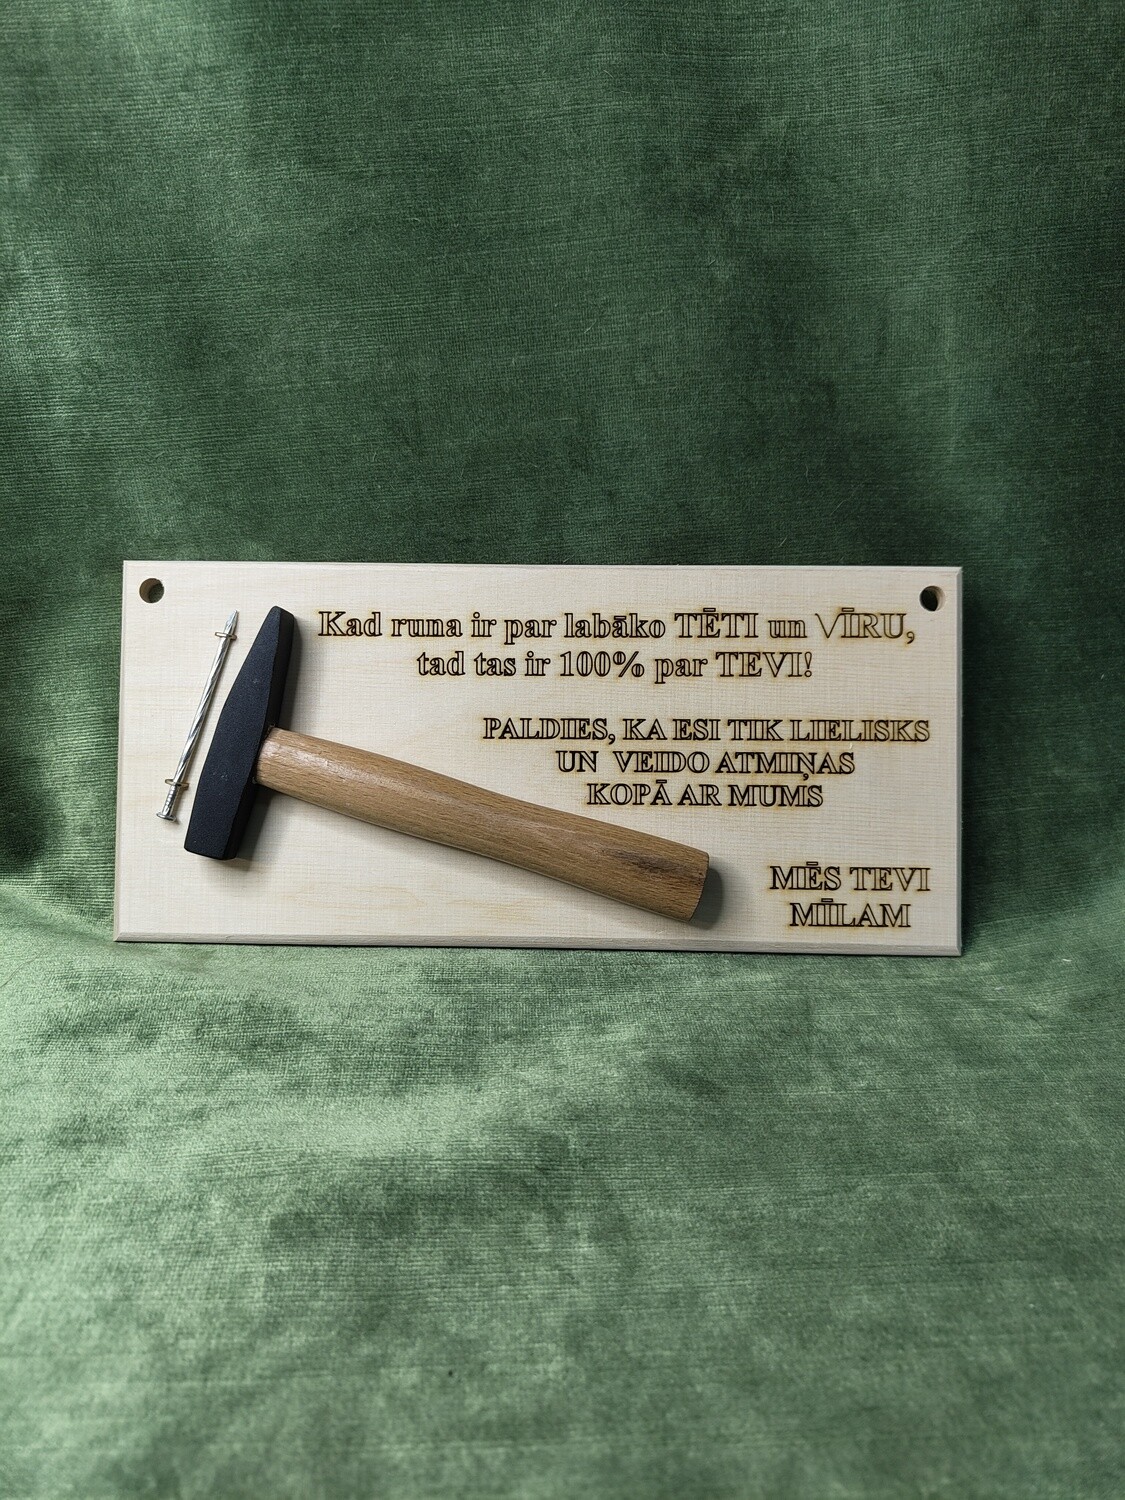 Kad runa ir par labāko TĒTI un VĪRU,
tad tas ir 100% par TEVI!
PALDIES, KA ESI TIK LIELISKS
UN VEIDO ATMIŅAS
KOPĀ AR MUMS
MĒS TEVI
MĪLAM